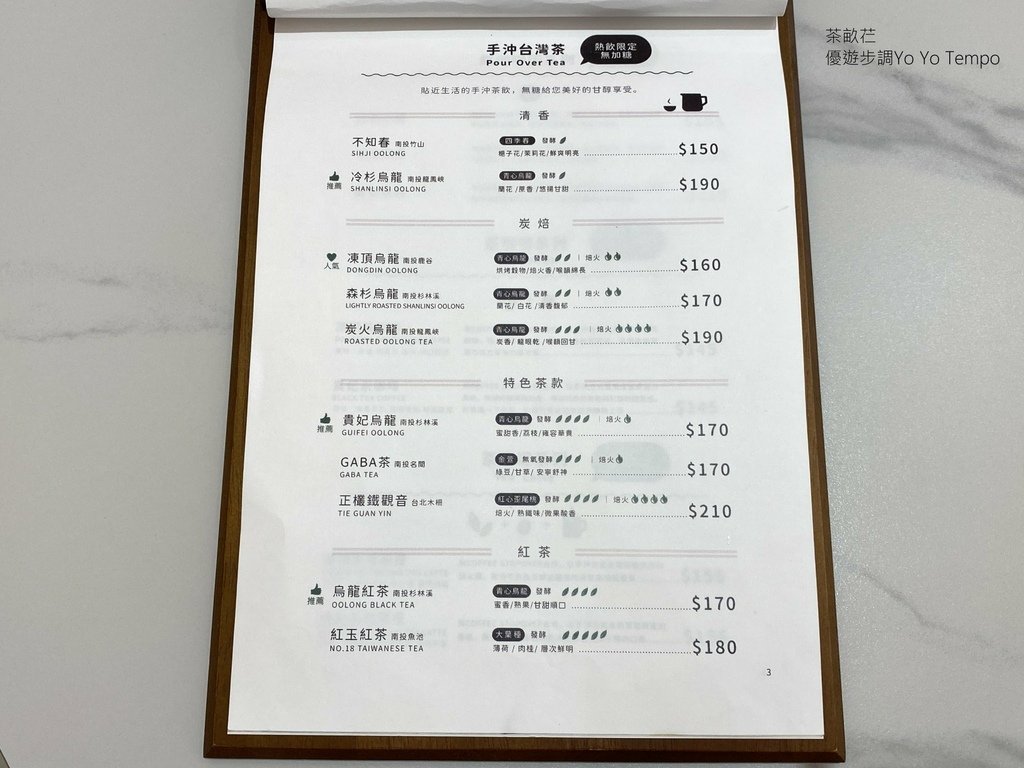 茶畝茳
優遊步調Yo Yo Tempo
手沖台灣茶
Pour Over Tea
熱飲限定
無加糖
貼近生活的手沖茶飲，無糖給您美好的甘醇享受。
清香
不知春 南投竹山
SIHJI OOLONG
四季春 發酵
梔子花/茉莉花/鮮爽明亮 $150
推薦
冷杉烏龍 南投龍鳳峽
SHANLINSI OOLONG
青心烏龍 發酵
蘭花/蔗香/悠揚甘甜 $190
炭焙
人氣
凍頂烏龍 南投鹿谷
DONGDIN OOLONG
青心烏龍 發酵 | 焙火
烘烤穀物/焙火香/喉韻綿長 $160
森杉烏龍 南投杉林溪
LIGHTLY ROASTED SHANLINSI OOLONG
青心烏龍 發酵 | 焙火
蘭花/白花/清香馥郁 $170
炭火烏龍 南投龍鳳峽
ROASTED OOLONG TEA
青心烏龍 發酵 | 焙火
炭香/龍眼乾/喉韻回甘 $190
特色茶款
推薦
貴妃烏龍 南投杉林溪
GUIFEI OOLONG
青心烏龍 發酵 | 焙火
蜜甜香/荔枝/雍容華貴 $170
GABA茶 南投名間
GABA TEA
金萱 無氧發酵 | 焙火
綠豆/甘草/安寧舒神 $170
正欉鐵觀音 台北木柵
TIE GUAN YIN
紅心歪尾桃 發酵 | 焙火
焙火/熟鐵味/微果酸香 $210
紅茶
推薦
烏龍紅茶 南投杉林溪
OOLONG BLACK TEA
青心烏龍 發酵
蜜香/熟果/甘甜順口 $170
紅玉紅茶 南投魚池
NO.18 TAIWANESE TEA
大葉種 發酵
薄荷/肉桂/層次鮮明 $180
3